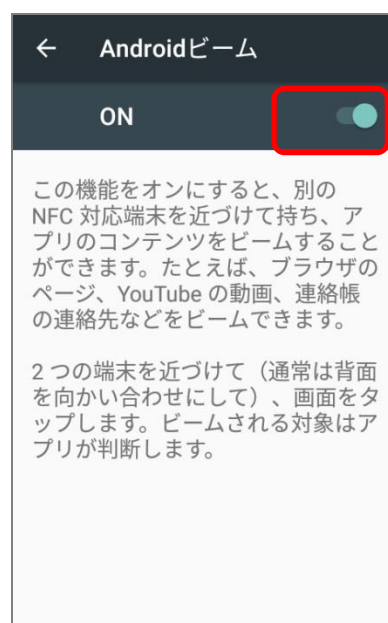 ← Androidビーム
ON
この機能をオンにすると、別の
NFC 対応端末を近づけて持ち、ア
プリのコンテンツをビームすること
ができます。たとえば、ブラウザの
ページ、YouTube の動画、連絡帳
の連絡先などをビームできます。
2 つの端末を近づけて（通常は背面
を向かい合わせにして）、画面をタ
ップします。ビームされる対象はア
プリが判断します。